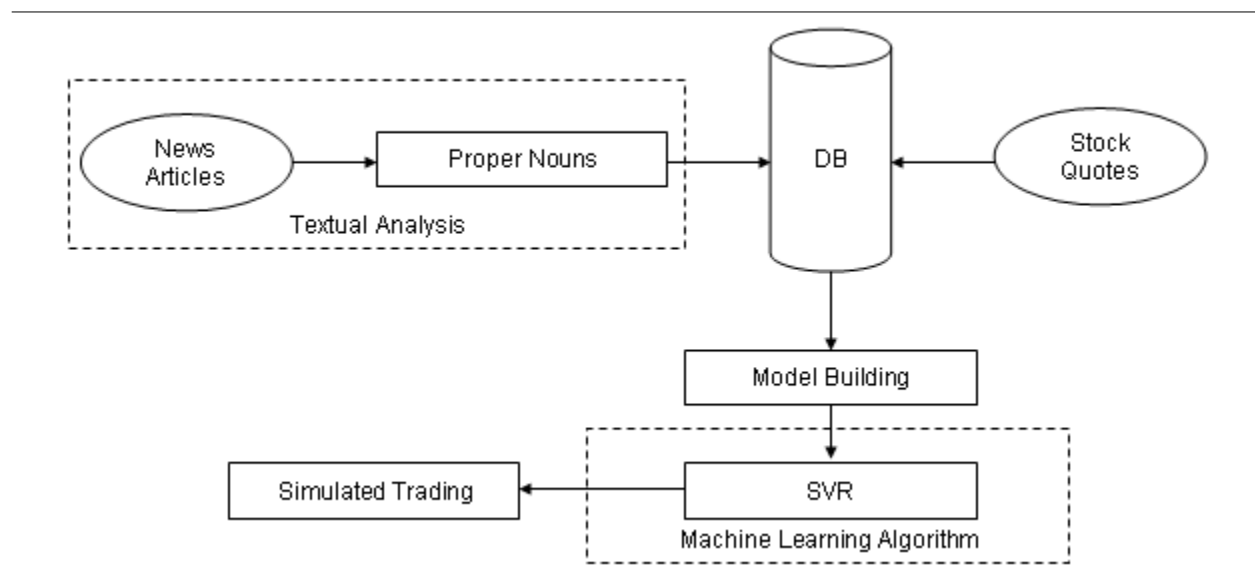 News
Articles
Proper Nouns
Textual Analysis
DB
Stock
Quotes
Model Building
Simulated Trading
SVR
Machine Learning Algorithm